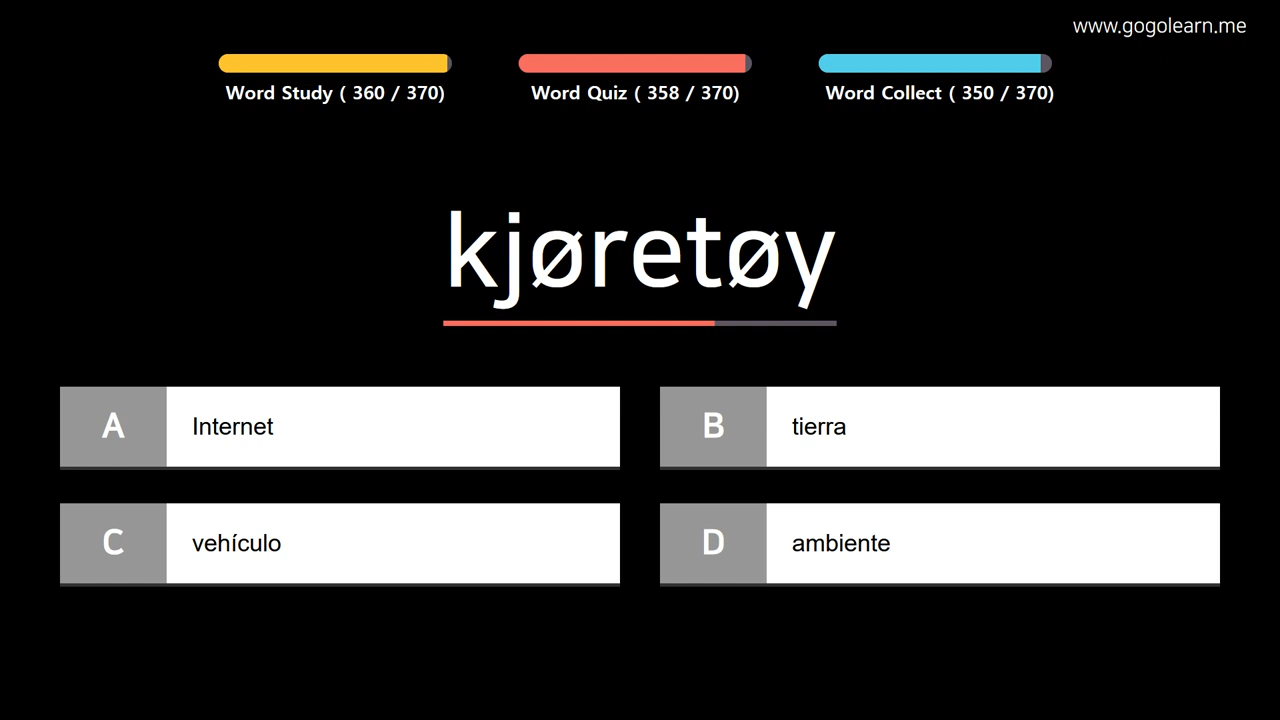 www.gogolearn.me
Word Study ( 360 / 370)
Word Quiz ( 358 / 370)
Word Collect ( 350 / 370)
kjøretøy
A Internet
B tierra
C vehículo
D ambiente